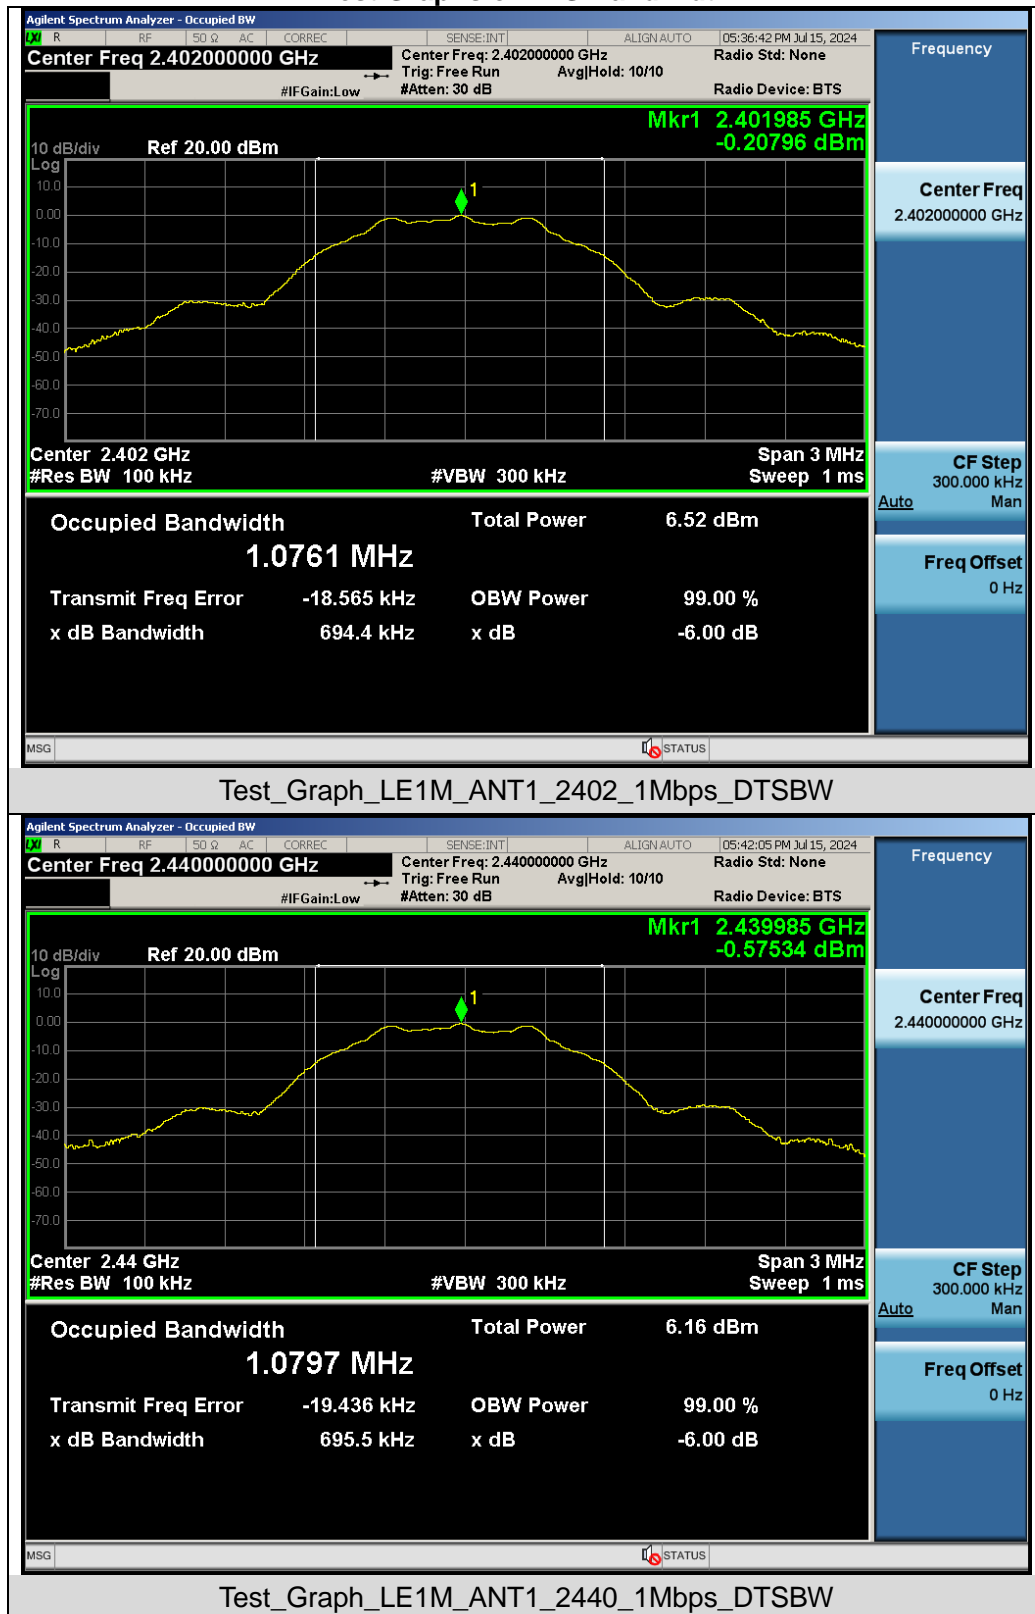 Agilent Spectrum Analyzer - Occupied BW
LXI R RF 50 Ω AC CORREC SENSE:INT ALIGN AUTO 05:36:42 PM Jul 15, 2024
Center Freq 2.402000000 GHz
Center Freq: 2.402000000 GHz Radio Std: None
Trig: Free Run Avg|Hold: 10/10
#IFGain:Low #Atten: 30 dB Radio Device: BTS
Frequency
Mkr1 2.401985 GHz
-0.20796 dBm
10 dB/div Ref 20.00 dBm
Log
10.0
0.00
-10.0
-20.0
-30.0
-40.0
-50.0
-60.0
-70.0
1
Center 2.402 GHz Span 3 MHz
#Res BW 100 kHz #VBW 300 kHz Sweep 1 ms
Center Freq
2.402000000 GHz
CF Step
300.000 kHz
Auto Man
Freq Offset
0 Hz
Occupied Bandwidth Total Power 6.52 dBm
1.0761 MHz
Transmit Freq Error -18.565 kHz OBW Power 99.00 %
x dB Bandwidth 694.4 kHz x dB -6.00 dB
MSG STATUS
Test_Graph_LE1M_ANT1_2402_1Mbps_DTSBW
Agilent Spectrum Analyzer - Occupied BW
LXI R RF 50 Ω AC CORREC SENSE:INT ALIGN AUTO 05:42:05 PM Jul 15, 2024
Center Freq 2.440000000 GHz
Center Freq: 2.440000000 GHz Radio Std: None
Trig: Free Run Avg|Hold: 10/10
#IFGain:Low #Atten: 30 dB Radio Device: BTS
Frequency
Mkr1 2.439985 GHz
-0.57534 dBm
10 dB/div Ref 20.00 dBm
Log
10.0
0.00
-10.0
-20.0
-30.0
-40.0
-50.0
-60.0
-70.0
1
Center 2.44 GHz Span 3 MHz
#Res BW 100 kHz #VBW 300 kHz Sweep 1 ms
Center Freq
2.440000000 GHz
CF Step
300.000 kHz
Auto Man
Freq Offset
0 Hz
Occupied Bandwidth Total Power 6.16 dBm
1.0797 MHz
Transmit Freq Error -19.436 kHz OBW Power 99.00 %
x dB Bandwidth 695.5 kHz x dB -6.00 dB
MSG STATUS
Test_Graph_LE1M_ANT1_2440_1Mbps_DTSBW